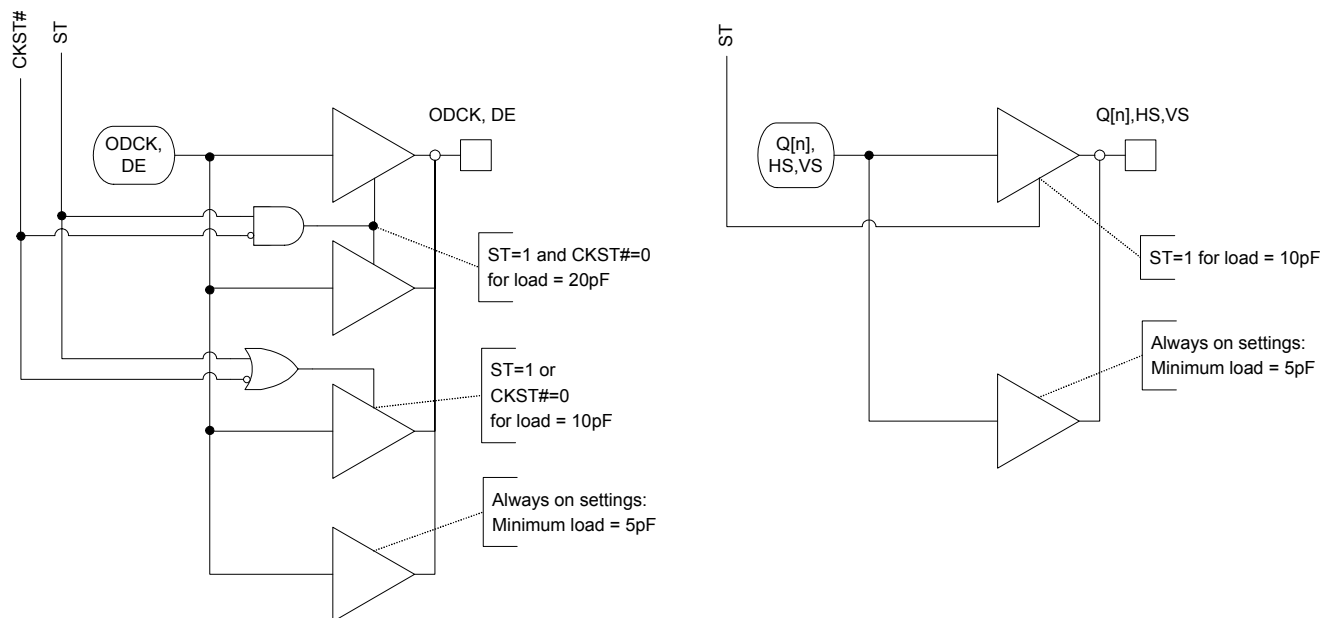 CKST#
ST
ODCK, DE
ODCK,
DE
ST=1 and CKST#=0
for load = 20pF
ST=1 or
CKST#=0
for load = 10pF
Always on settings:
Minimum load = 5pF
ST
Q[n],HS,VS
Q[n],
HS,VS
ST=1 for load = 10pF
Always on settings:
Minimum load = 5pF